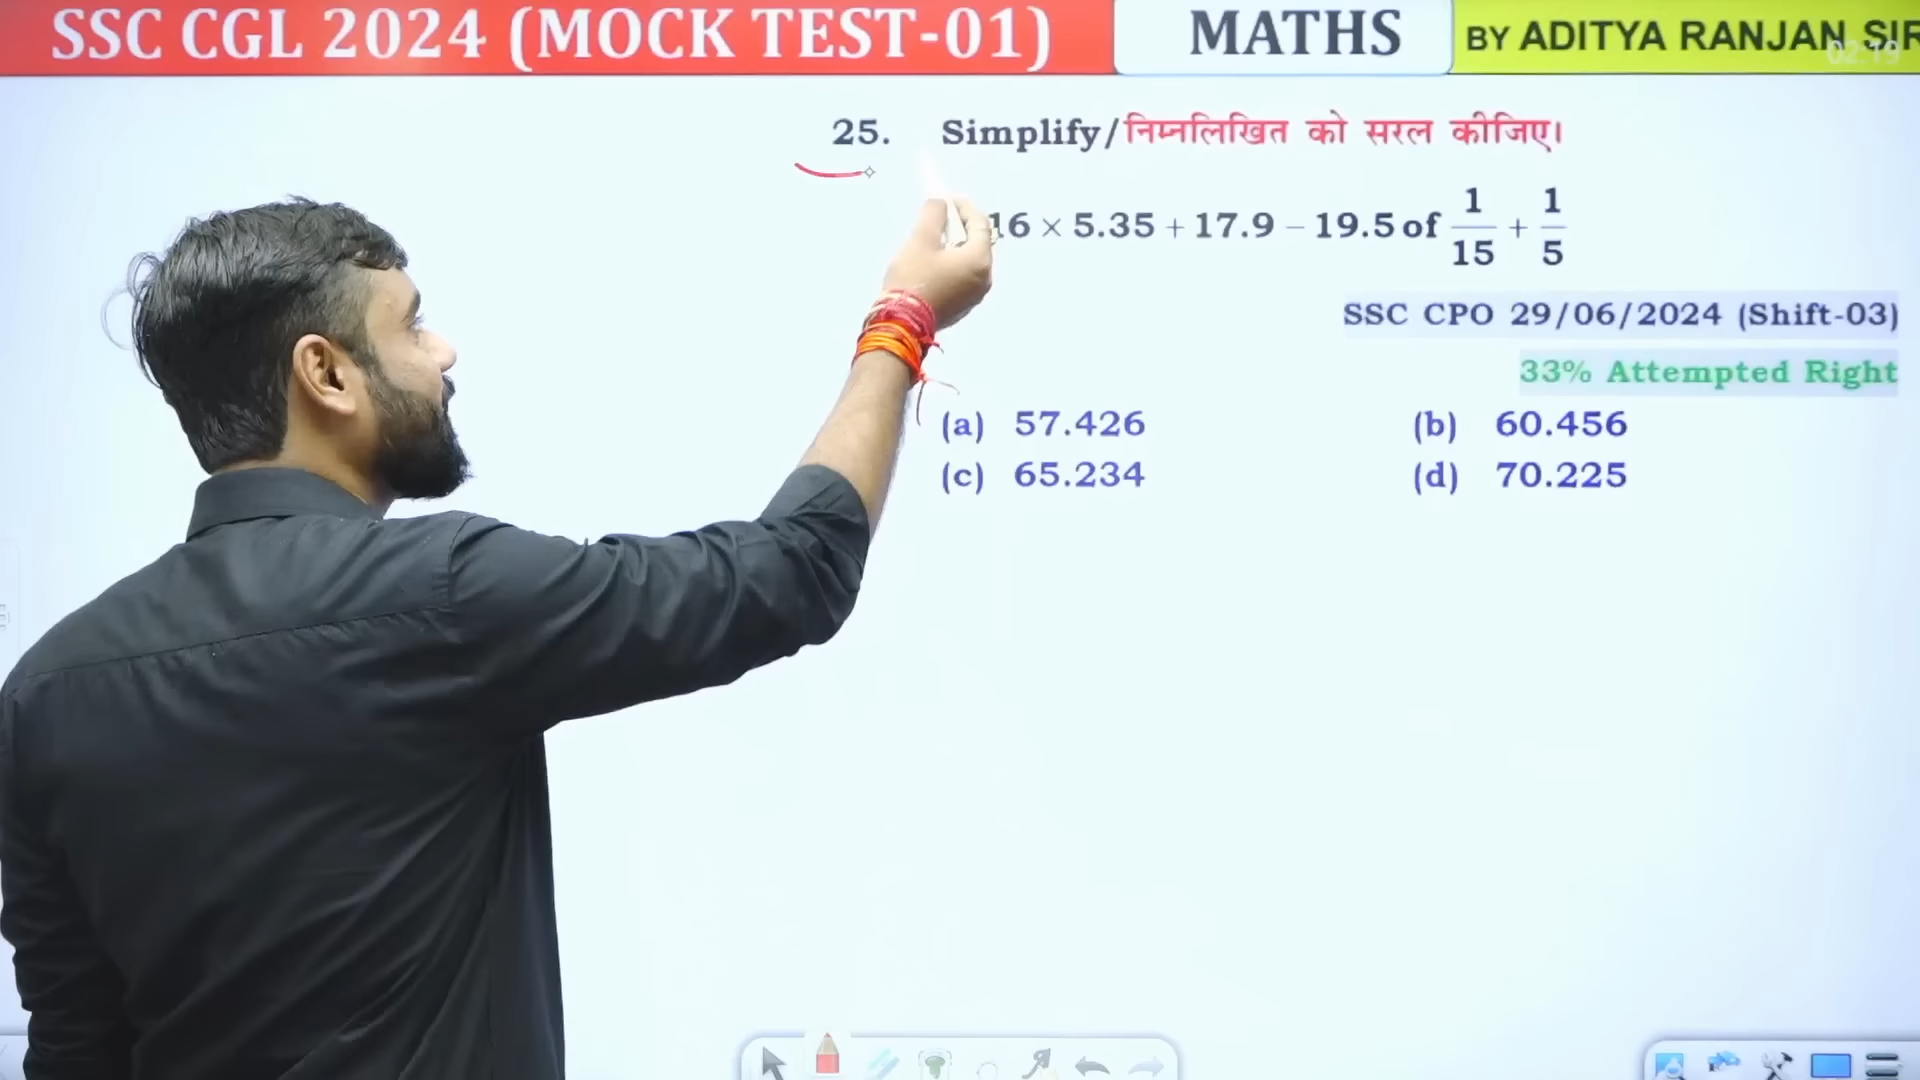 SSC CGL 2024 (MOCK TEST-01)
MATHS
BY ADITYA RANJAN SIR
02:19
25. Simplify/निम्नलिखित को सरल कीजिए।
16 × 5.35 + 17.9 − 19.5 of 1/15 + 1/5
SSC CPO 29/06/2024 (Shift-03)
33% Attempted Right
(a) 57.426 (b) 60.456
(c) 65.234 (d) 70.225